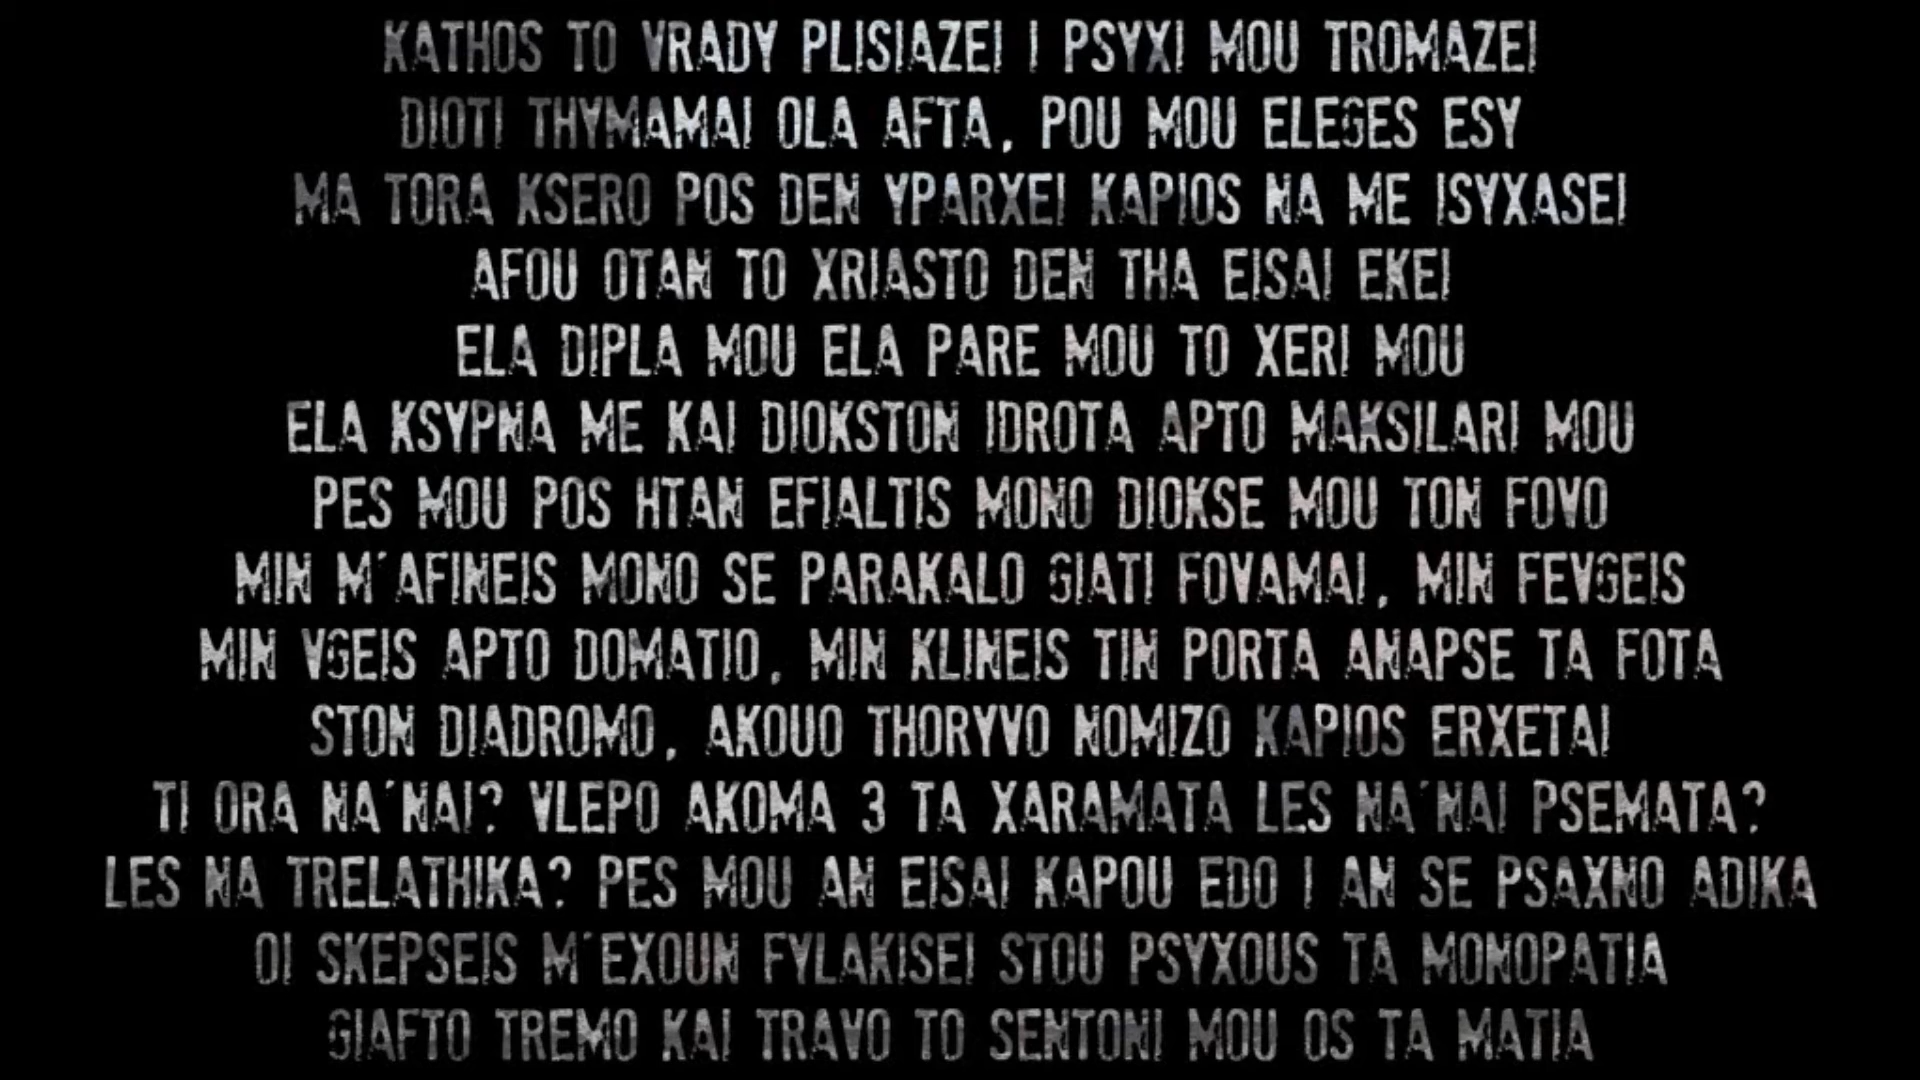 KATHOS TO VRADY PLISIAZEI I PSYXI MOU TROMAZEI
DIOTI THYMAMAI OLA AFTA, POU MOU ELEGES ESY
MA TORA KSERO POS DEN YPARXEI KAPIOS NA ME ISYXASEI
AFOU OTAN TO XRIASTO DEN THA EISAI EKEI
ELA DIPLA MOU ELA PARE MOU TO XERI MOU
ELA KSYPNA ME KAI DIOKSTON IDROTA APTO MAKSILARI MOU
PES MOU POS HTAN EFIALTIS MONO DIOKSE MOU TON FOVO
MIN M'AFINEIS MONO SE PARAKALO GIATI FOVAMAI, MIN FEVGEIS
MIN VGEIS APTO DOMATIO, MIN KLINEIS TIN PORTA ANAPSE TA FOTA
STON DIADROMO, AKOUO THORYVO NOMIZO KAPIOS ERXETAI
TI ORA NA'NAI? VLEPO AKOMA 3 TA XARAMATA LES NA'NAI PSEMATA?
LES NA TRELATHIKA? PES MOU AN EISAI KAPOU EDO I AN SE PSAXNO ADIKA
OI SKEPSEIS M'EXOUN FYLAKISEI STOU PSYXOUS TA MONOPATIA
GIAFTO TREMO KAI TRAVO TO SENTONI MOU OS TA MATIA